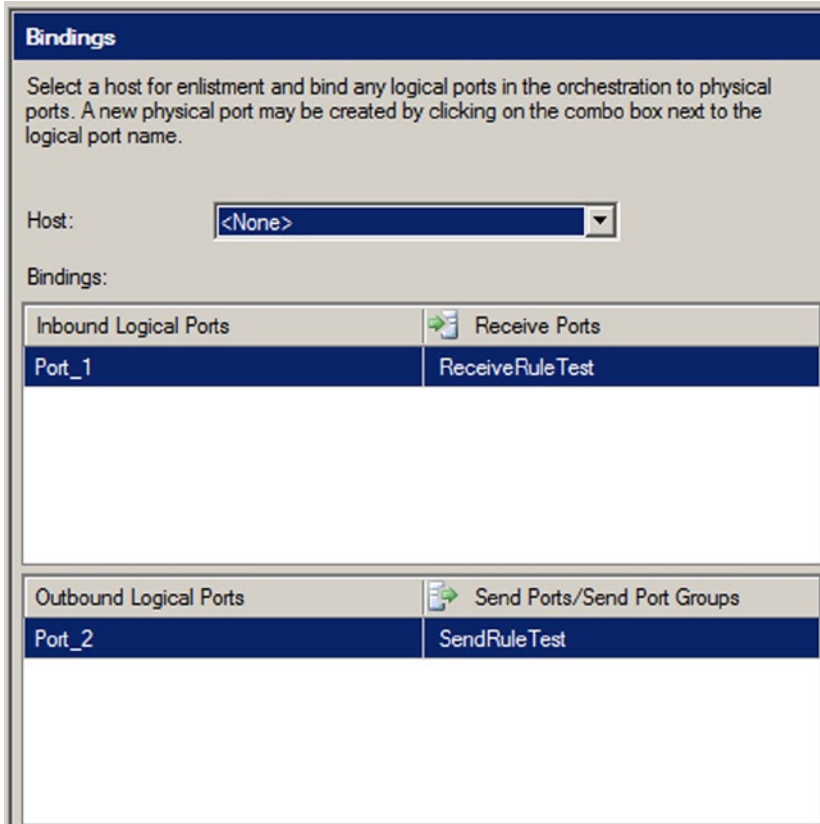 Bindings
Select a host for enlistment and bind any logical ports in the orchestration to physical
ports. A new physical port may be created by clicking on the combo box next to the
logical port name.
Host: <None>
Bindings:
Inbound Logical Ports Receive Ports
Port_1 ReceiveRuleTest
Outbound Logical Ports Send Ports/Send Port Groups
Port_2 SendRuleTest